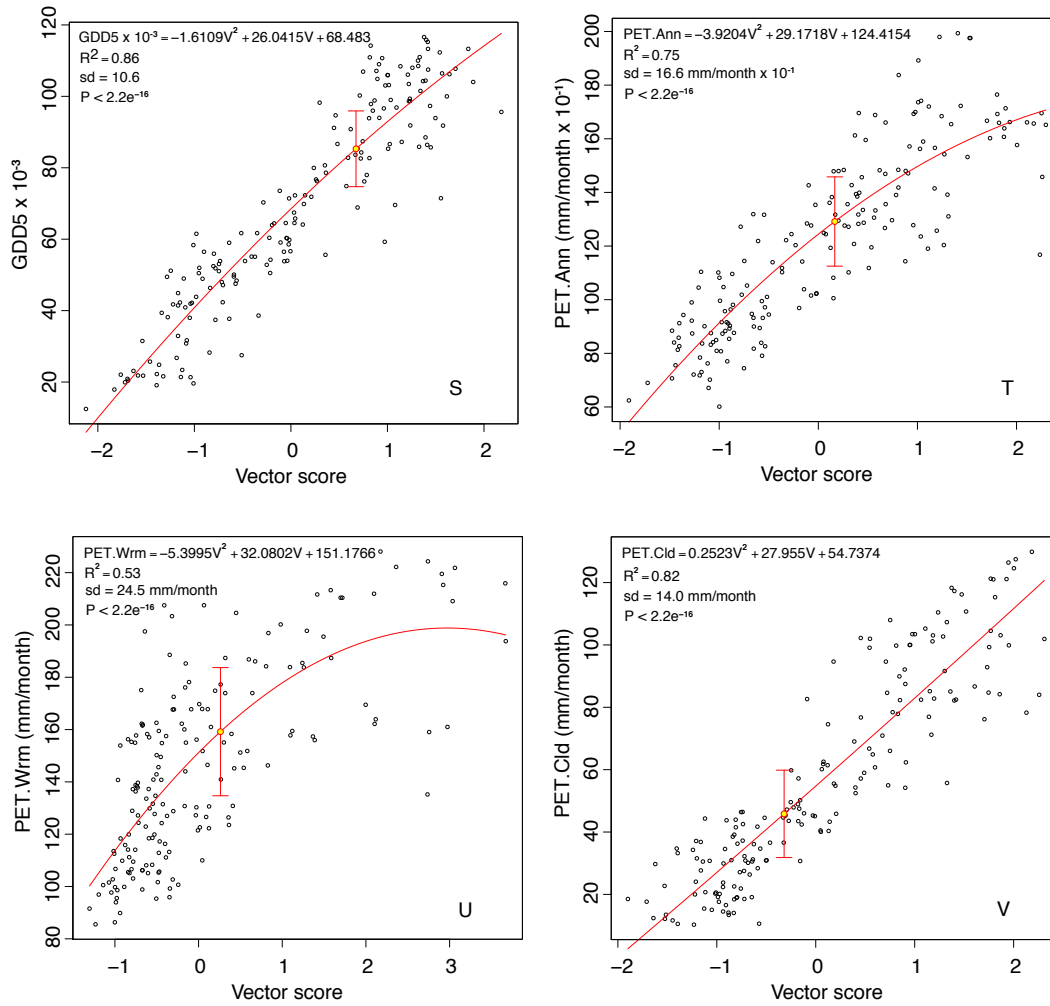 GDD5 x 10⁻³ =−1.6109V² + 26.0415V + 68.483
R² = 0.86
sd = 10.6
P < 2.2e⁻¹⁶
120
100
80
60
40
20
GDD5 x 10⁻³
S
−2 −1 0 1 2
Vector score
PET.Ann=−3.9204V² + 29.1718V + 124.4154
R² = 0.75
sd = 16.6 mm/month x 10⁻¹
P < 2.2e⁻¹⁶
200
180
160
140
120
100
80
60
PET.Ann (mm/month x 10⁻¹)
T
−2 −1 0 1 2
Vector score
PET.Wrm=−5.3995V² + 32.0802V + 151.1766
R² = 0.53
sd = 24.5 mm/month
P < 2.2e⁻¹⁶
220
200
180
160
140
120
100
80
PET.Wrm (mm/month)
U
−1 0 1 2 3
Vector score
PET.Cld=0.2523V² + 27.955V + 54.7374
R² = 0.82
sd = 14.0 mm/month
P < 2.2e⁻¹⁶
120
100
80
60
40
20
PET.Cld (mm/month)
V
−2 −1 0 1 2
Vector score